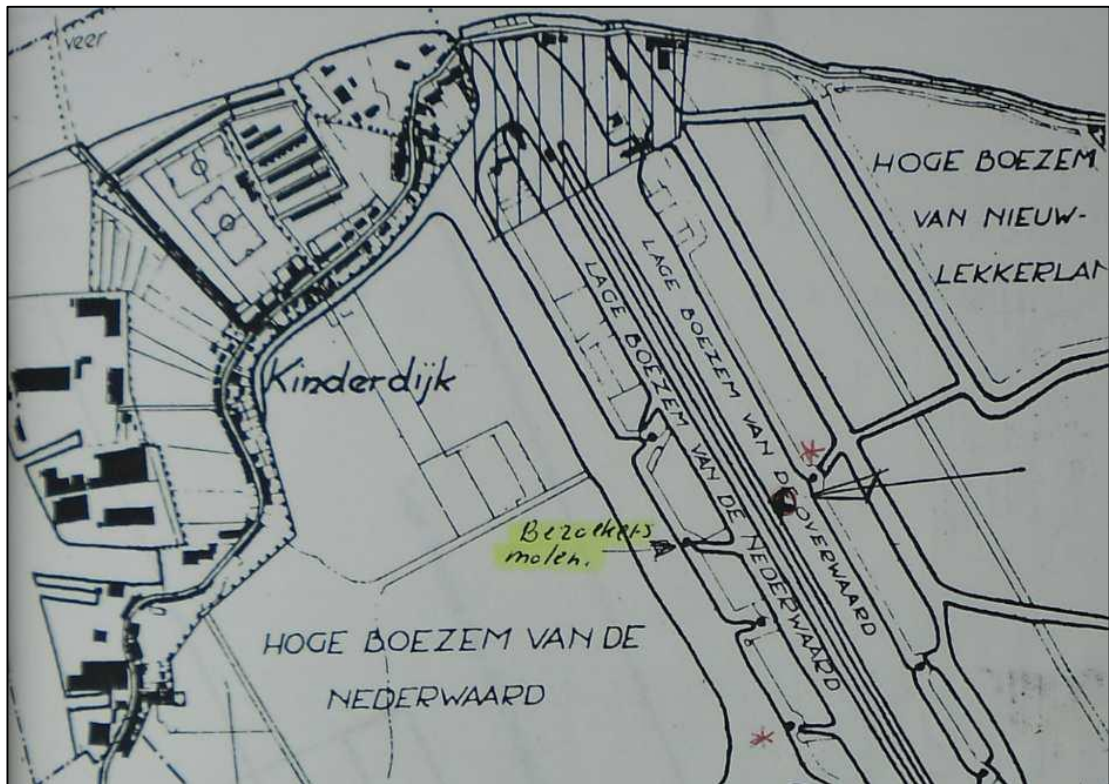 veer
HOGE BOEZEM
VAN NIEUW-
LEKKERLAN
LAGE BOEZEM VAN DE OVERWAARD
LAGE BOEZEM VAN DE NEDERWAARD
Kinderdijk
Bezoekers
molen.
HOGE BOEZEM VAN DE
NEDERWAARD